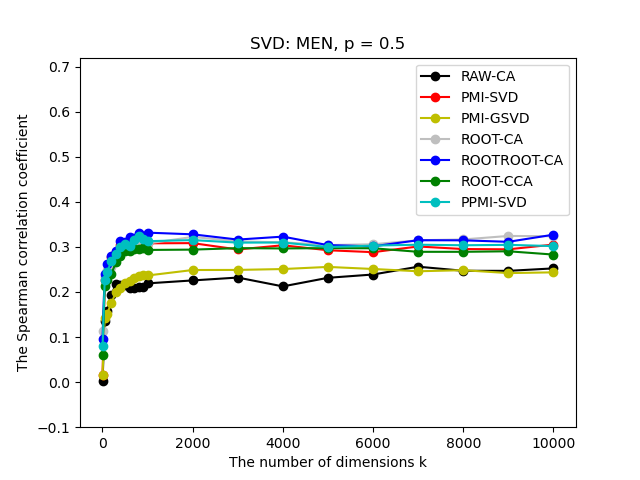 SVD: MEN, p = 0.5
The Spearman correlation coefficient
0.7
0.6
0.5
0.4
0.3
0.2
0.1
0.0
−0.1
RAW-CA
PMI-SVD
PMI-GSVD
ROOT-CA
ROOTROOT-CA
ROOT-CCA
PPMI-SVD
0 2000 4000 6000 8000 10000
The number of dimensions k